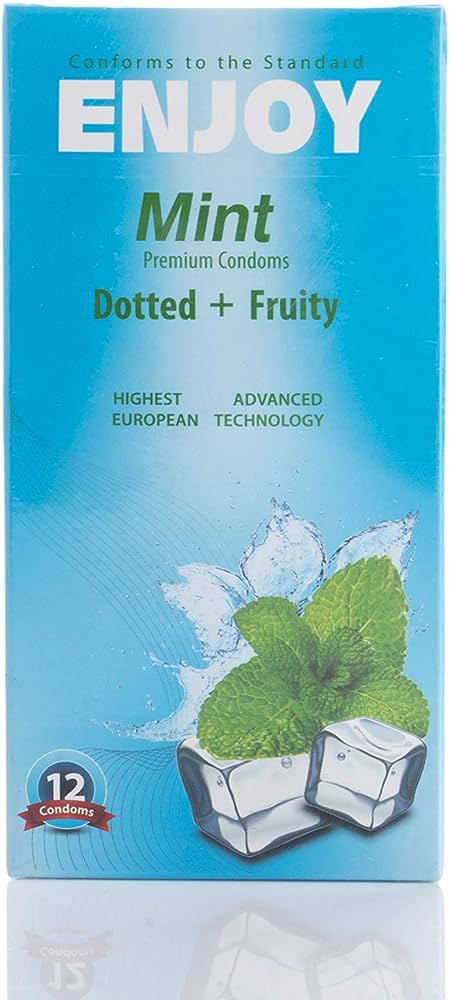 Conforms to the Standard
ENJOY
Mint
Premium Condoms
Dotted + Fruity
HIGHEST ADVANCED
EUROPEAN TECHNOLOGY
12
Condoms